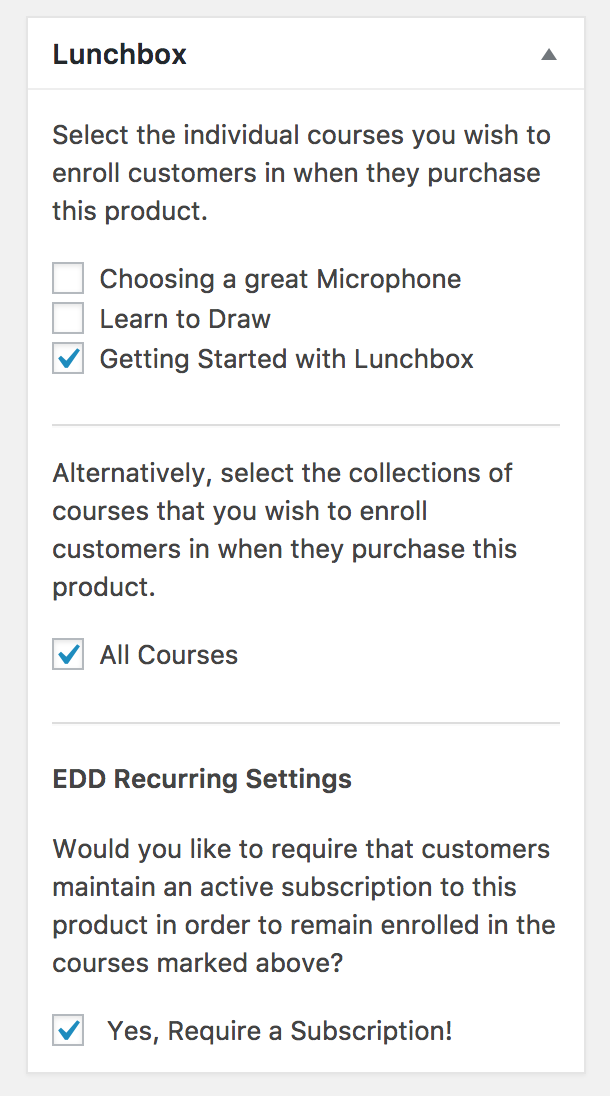 Lunchbox
Select the individual courses you wish to
enroll customers in when they purchase
this product.
Choosing a great Microphone
Learn to Draw
Getting Started with Lunchbox
Alternatively, select the collections of
courses that you wish to enroll
customers in when they purchase this
product.
All Courses
EDD Recurring Settings
Would you like to require that customers
maintain an active subscription to this
product in order to remain enrolled in the
courses marked above?
Yes, Require a Subscription!